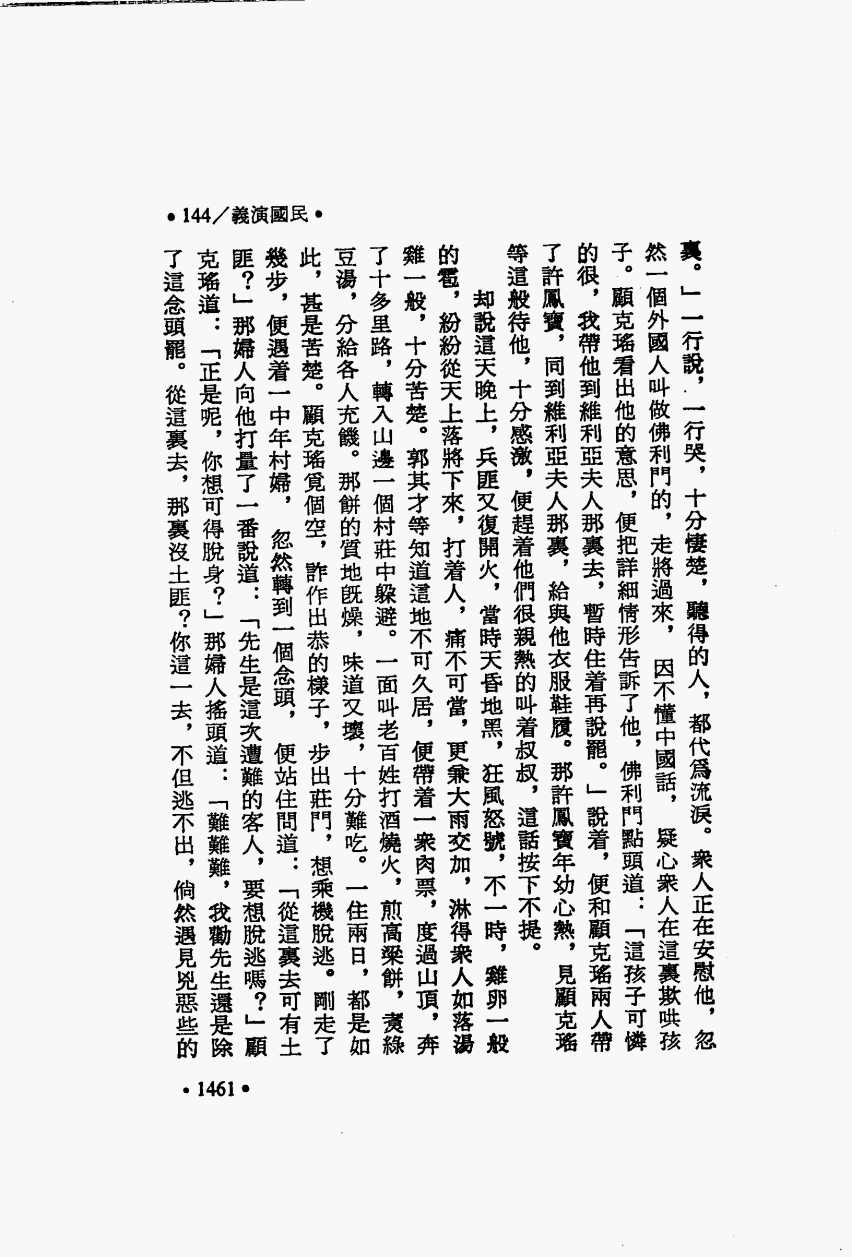 •民國演義／144•
裏。」一行說，一行哭，十分悽楚，聽得的人，都代爲流淚。衆人正在安慰他，忽
然一個外國人叫做佛利門的，走將過來，因不懂中國話，疑心衆人在這裏欺哄孩
子。顧克瑤看出他的意思，便把詳細情形告訴了他，佛利門點頭道：「這孩子可憐
的很，我帶他到維利亞夫人那裏去，暫時住着再說罷。」說着，便和顧克瑤兩人帶
了許鳳寶，同到維利亞夫人那裏，給與他衣服鞋履。那許鳳寶年幼心熱，見顧克瑤
等這般待他，十分感激，便趕着他們很親熱的叫着叔叔，這話按下不提。
却說這天晚上，兵匪又復開火，當時天昏地黑，狂風怒號，不一時，雞卵一般
的雹，紛紛從天上落將下來，打着人，痛不可當，更兼大雨交加，淋得衆人如落湯
雞一般，十分苦楚。郭其才等知道這地不可久居，便帶着一衆肉票，度過山頂，奔
了十多里路，轉入山邊一個村莊中躱避。一面叫老百姓打酒燒火，煎高粱餅，煑綠
豆湯，分給各人充饑。那餅的質地旣燥，味道又壞，十分難吃。一住兩日，都是如
此，甚是苦楚。顧克瑤覓個空，詐作出恭的樣子，步出莊門，想乘機脫逃。剛走了
幾步，便遇着一中年村婦，忽然轉到一個念頭，便站住問道：「從這裏去可有土
匪？」那婦人向他打量了一番說道：「先生是這次遭難的客人，要想脫逃嗎？」顧
克瑤道：「正是呢，你想可得脫身？」那婦人搖頭道：「難難難，我勸先生還是除
了這念頭罷。從這裏去，那裏沒土匪？你這一去，不但逃不出，倘然遇見兇惡些的
•1461•